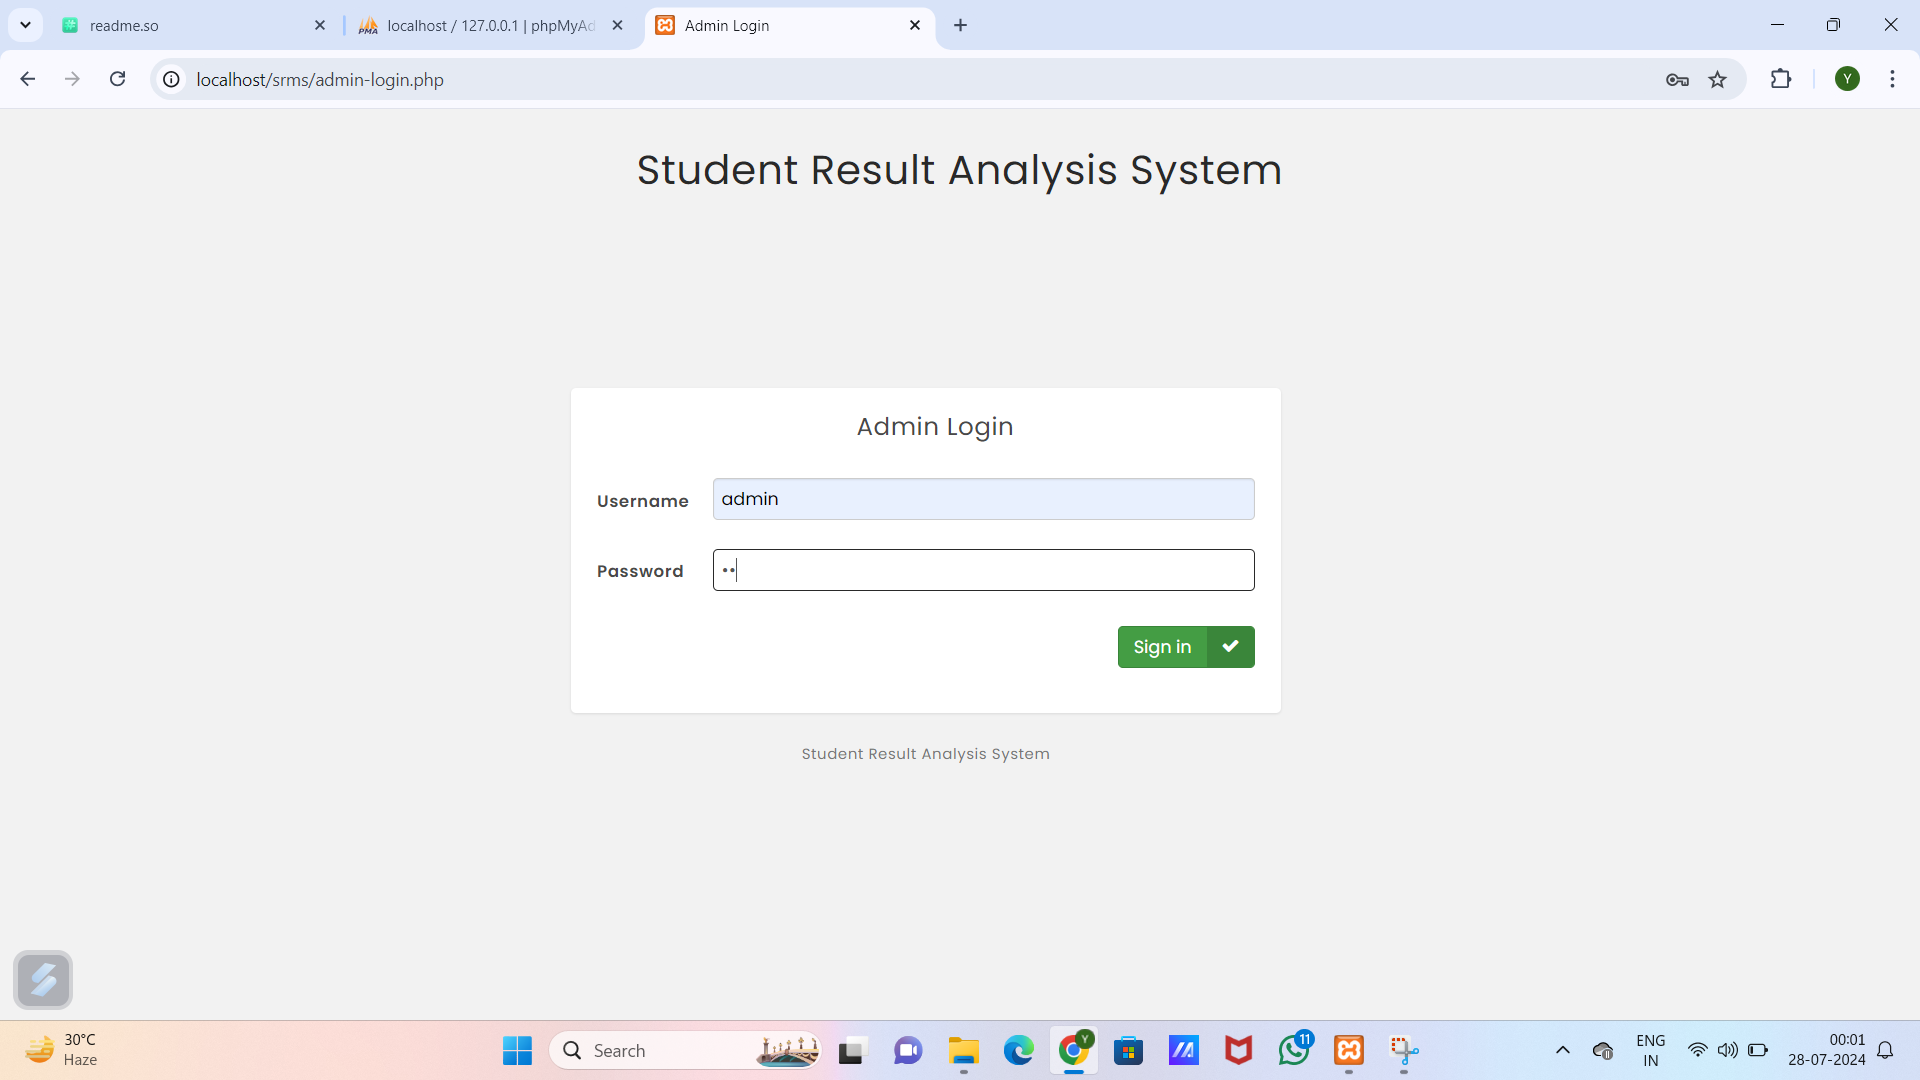 readme.so
localhost / 127.0.0.1 | phpMyAd
Admin Login
localhost/srms/admin-login.php
Y
Student Result Analysis System
Admin Login
Username
admin
Password
••
Sign in
Student Result Analysis System
30°C
Haze
Search
Y
11
ENG
IN
00:01
28-07-2024